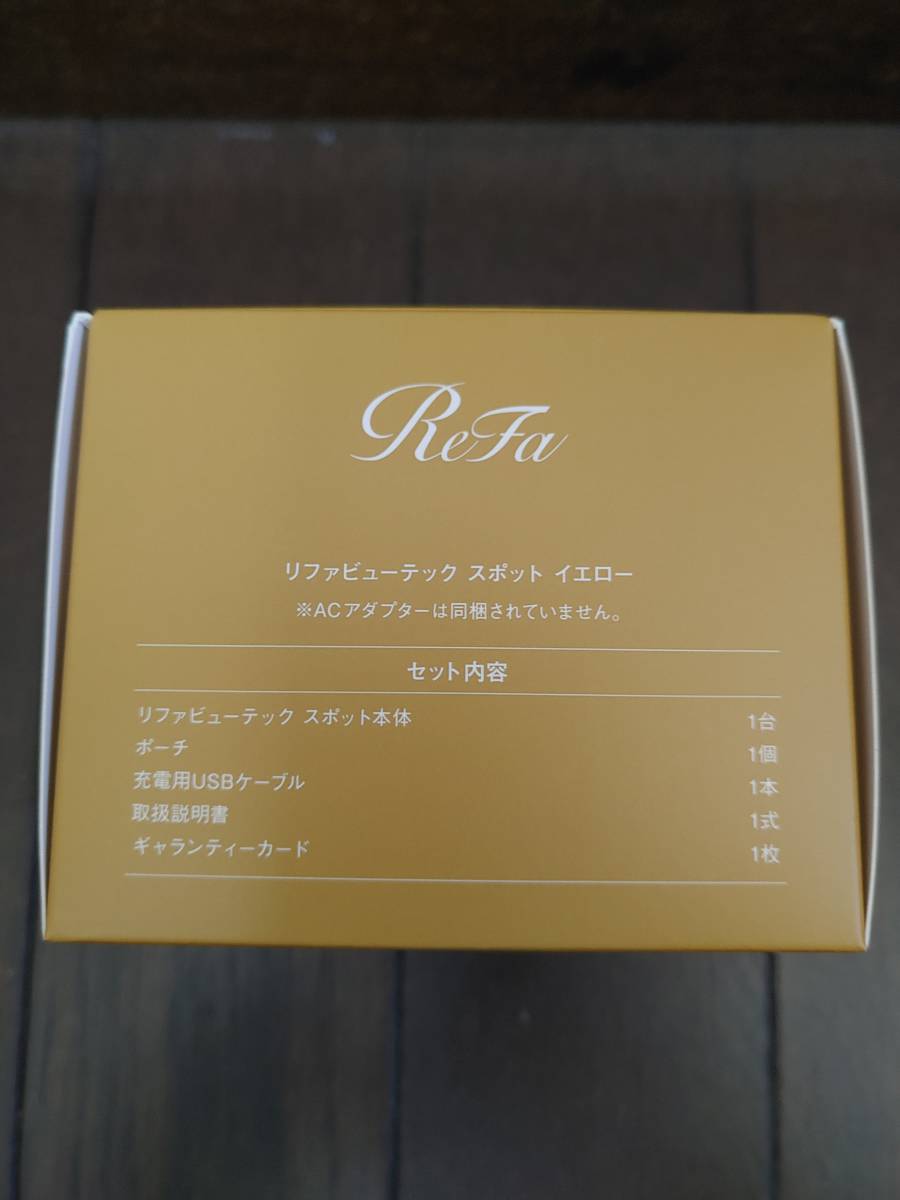 ReFa
リファビューテック スポット イエロー
※ACアダプターは同梱されていません。
セット内容
リファビューテック スポット本体 1台
ポーチ 1個
充電用USBケーブル 1本
取扱説明書 1式
ギャランティーカード 1枚